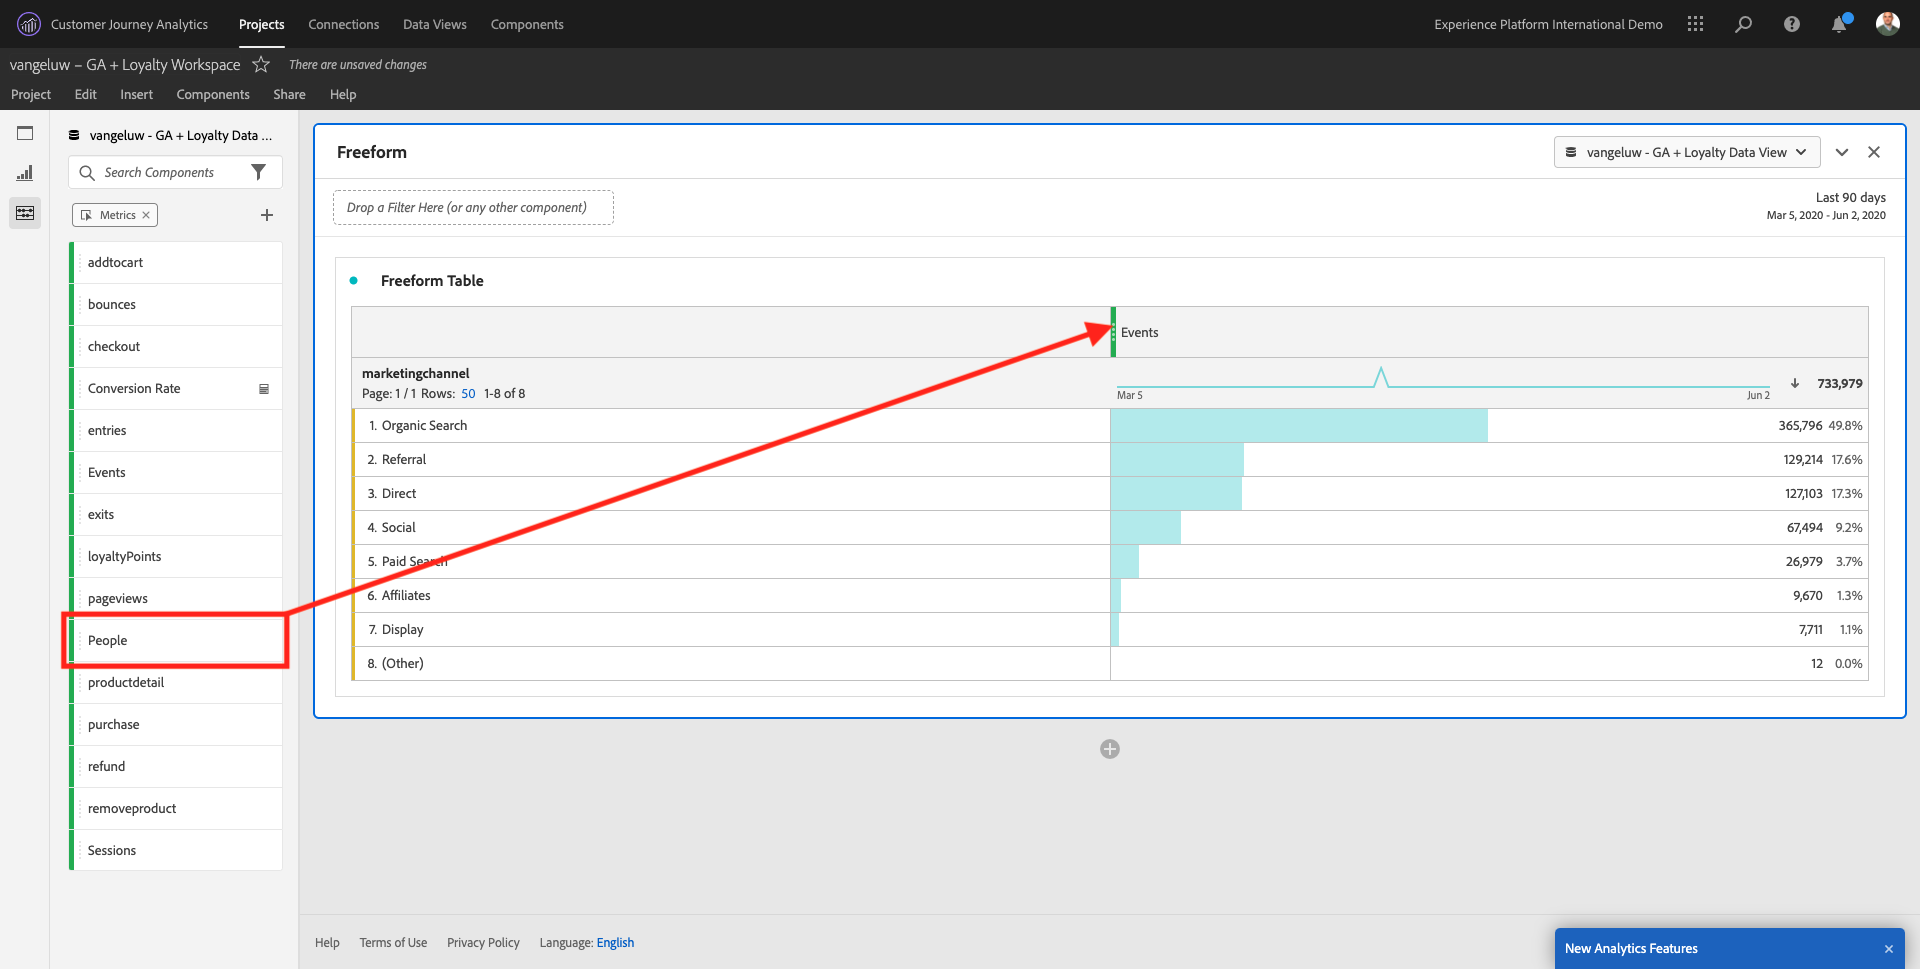 Customer Journey Analytics Projects Connections Data Views Components Experience Platform International Demo
vangeluw – GA + Loyalty Workspace There are unsaved changes
Project Edit Insert Components Share Help
vangeluw - GA + Loyalty Data ...
Search Components
Metrics
addtocart
bounces
checkout
Conversion Rate
entries
Events
exits
loyaltyPoints
pageviews
People
productdetail
purchase
refund
removeproduct
Sessions
Freeform
vangeluw - GA + Loyalty Data View
Drop a Filter Here (or any other component)
Last 90 days
Mar 5, 2020 - Jun 2, 2020
Freeform Table
Events
marketingchannel
Page: 1 / 1 Rows: 50 1-8 of 8
Mar 5 Jun 2
733,979
1. Organic Search 365,796 49.8%
2. Referral 129,214 17.6%
3. Direct 127,103 17.3%
4. Social 67,494 9.2%
5. Paid Search 26,979 3.7%
6. Affiliates 9,670 1.3%
7. Display 7,711 1.1%
8. (Other) 12 0.0%
Help Terms of Use Privacy Policy Language: English
New Analytics Features